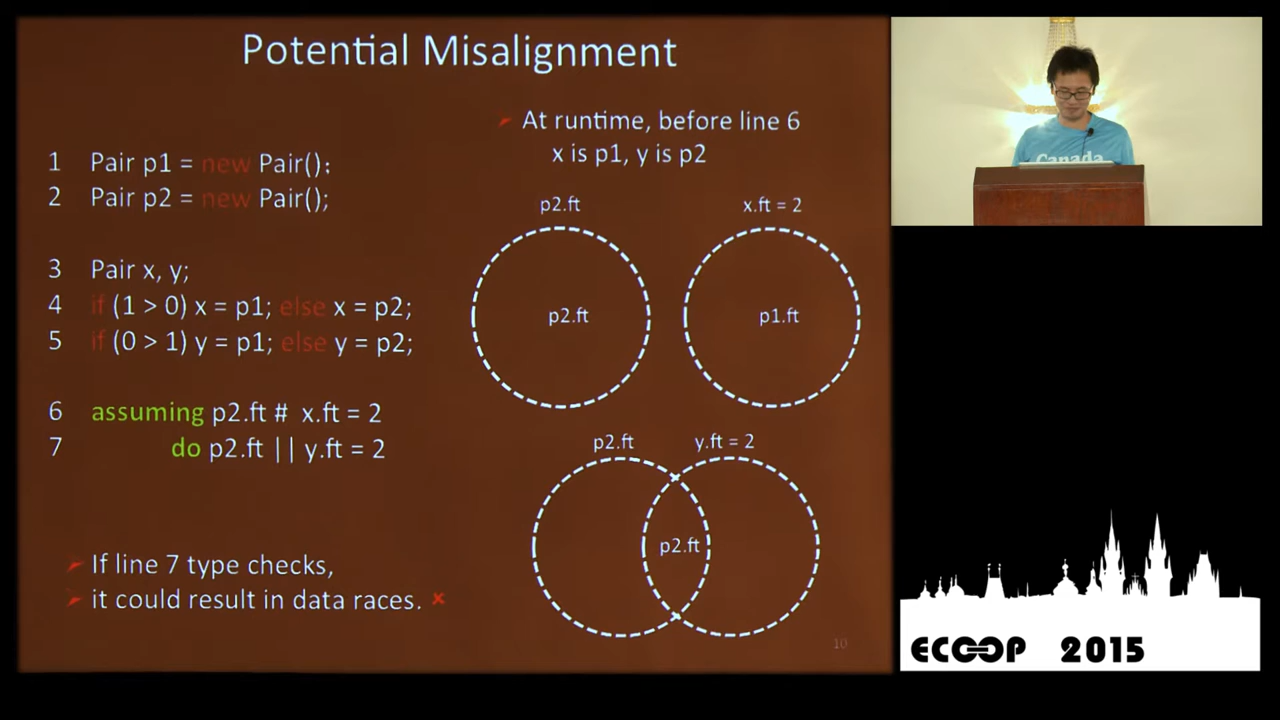 Potential Misalignment
1 Pair p1 = new Pair();
2 Pair p2 = new Pair();
3 Pair x, y;
4 if (1 > 0) x = p1; else x = p2;
5 if (0 > 1) y = p1; else y = p2;
6 assuming p2.ft # x.ft = 2
7 do p2.ft || y.ft = 2
➢ If line 7 type checks,
➢ it could result in data races. ✖
➢ At runtime, before line 6
x is p1, y is p2
p2.ft x.ft = 2
p2.ft p1.ft
p2.ft y.ft = 2
p2.ft
10
Canada
ECOOP 2015